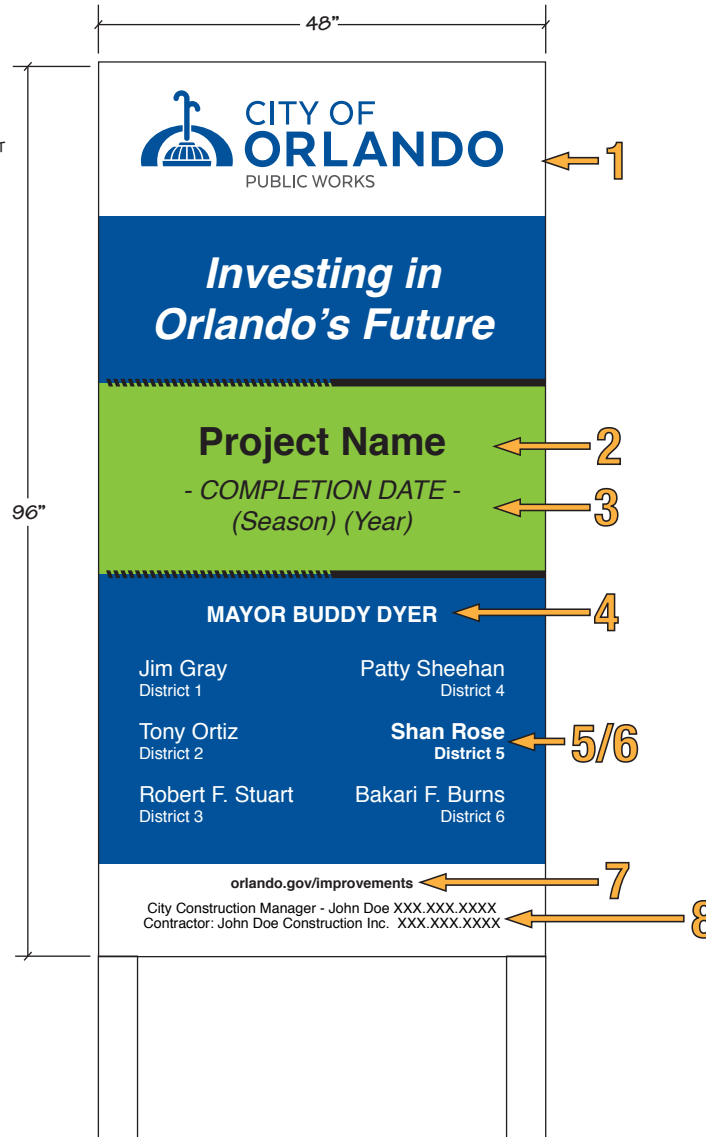 48”
CITY OF
ORLANDO
PUBLIC WORKS
1
Investing in
Orlando’s Future
Project Name
2
- COMPLETION DATE -
(Season) (Year)
3
96”
MAYOR BUDDY DYER
4
Jim Gray
District 1
Patty Sheehan
District 4
Tony Ortiz
District 2
Shan Rose
District 5
5/6
Robert F. Stuart
District 3
Bakari F. Burns
District 6
orlando.gov/improvements
7
City Construction Manager - John Doe XXX.XXX.XXXX
Contractor: John Doe Construction Inc. XXX.XXX.XXXX
8